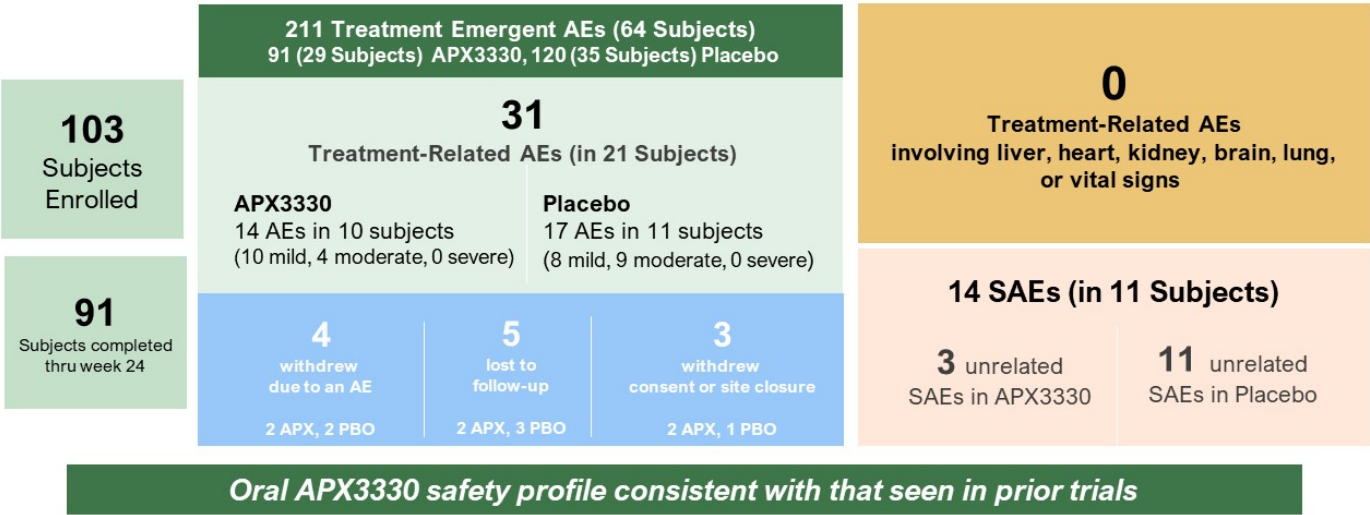 103
Subjects
Enrolled
91
Subjects completed
thru week 24
211 Treatment Emergent AEs (64 Subjects)
91 (29 Subjects) APX3330, 120 (35 Subjects) Placebo
31
Treatment-Related AEs (in 21 Subjects)
APX3330
14 AEs in 10 subjects
(10 mild, 4 moderate, 0 severe)
Placebo
17 AEs in 11 subjects
(8 mild, 9 moderate, 0 severe)
4
withdrew
due to an AE
2 APX, 2 PBO
5
lost to
follow-up
2 APX, 3 PBO
3
withdrew
consent or site closure
2 APX, 1 PBO
0
Treatment-Related AEs
involving liver, heart, kidney, brain, lung,
or vital signs
14 SAEs (in 11 Subjects)
3 unrelated
SAEs in APX3330
11 unrelated
SAEs in Placebo
Oral APX3330 safety profile consistent with that seen in prior trials